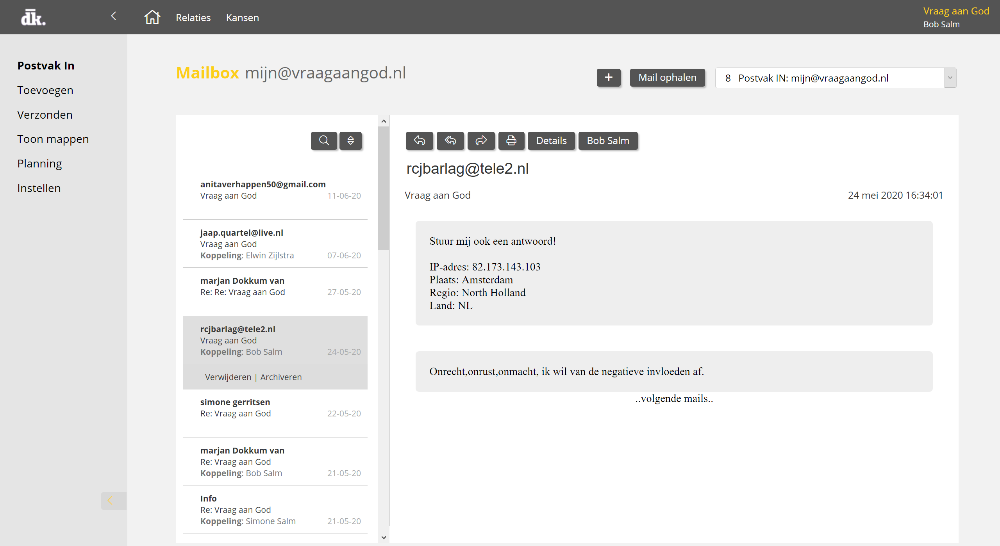 dk.
Relaties
Kansen
Vraag aan God
Bob Salm
Postvak In
Toevoegen
Verzonden
Toon mappen
Planning
Instellen
Mailbox mijn@vraagaangod.nl
+
Mail ophalen
8 Postvak IN: mijn@vraagaangod.nl
anitaverhappen50@gmail.com
Vraag aan God 11-06-20
jaap.quartel@live.nl
Vraag aan God
Koppeling: Elwin Zijlstra 07-06-20
marjan Dokkum van
Re: Re: Vraag aan God 27-05-20
rcjbarlag@tele2.nl
Vraag aan God
Koppeling: Bob Salm 24-05-20
Verwijderen | Archiveren
simone gerritsen
Re: Vraag aan God 22-05-20
marjan Dokkum van
Re: Vraag aan God
Koppeling: Bob Salm 21-05-20
Info
Re: Vraag aan God
Koppeling: Simone Salm 21-05-20
Details
Bob Salm
rcjbarlag@tele2.nl
Vraag aan God 24 mei 2020 16:34:01
Stuur mij ook een antwoord!
IP-adres: 82.173.143.103
Plaats: Amsterdam
Regio: North Holland
Land: NL
Onrecht,onrust,onmacht, ik wil van de negatieve invloeden af.
..volgende mails..